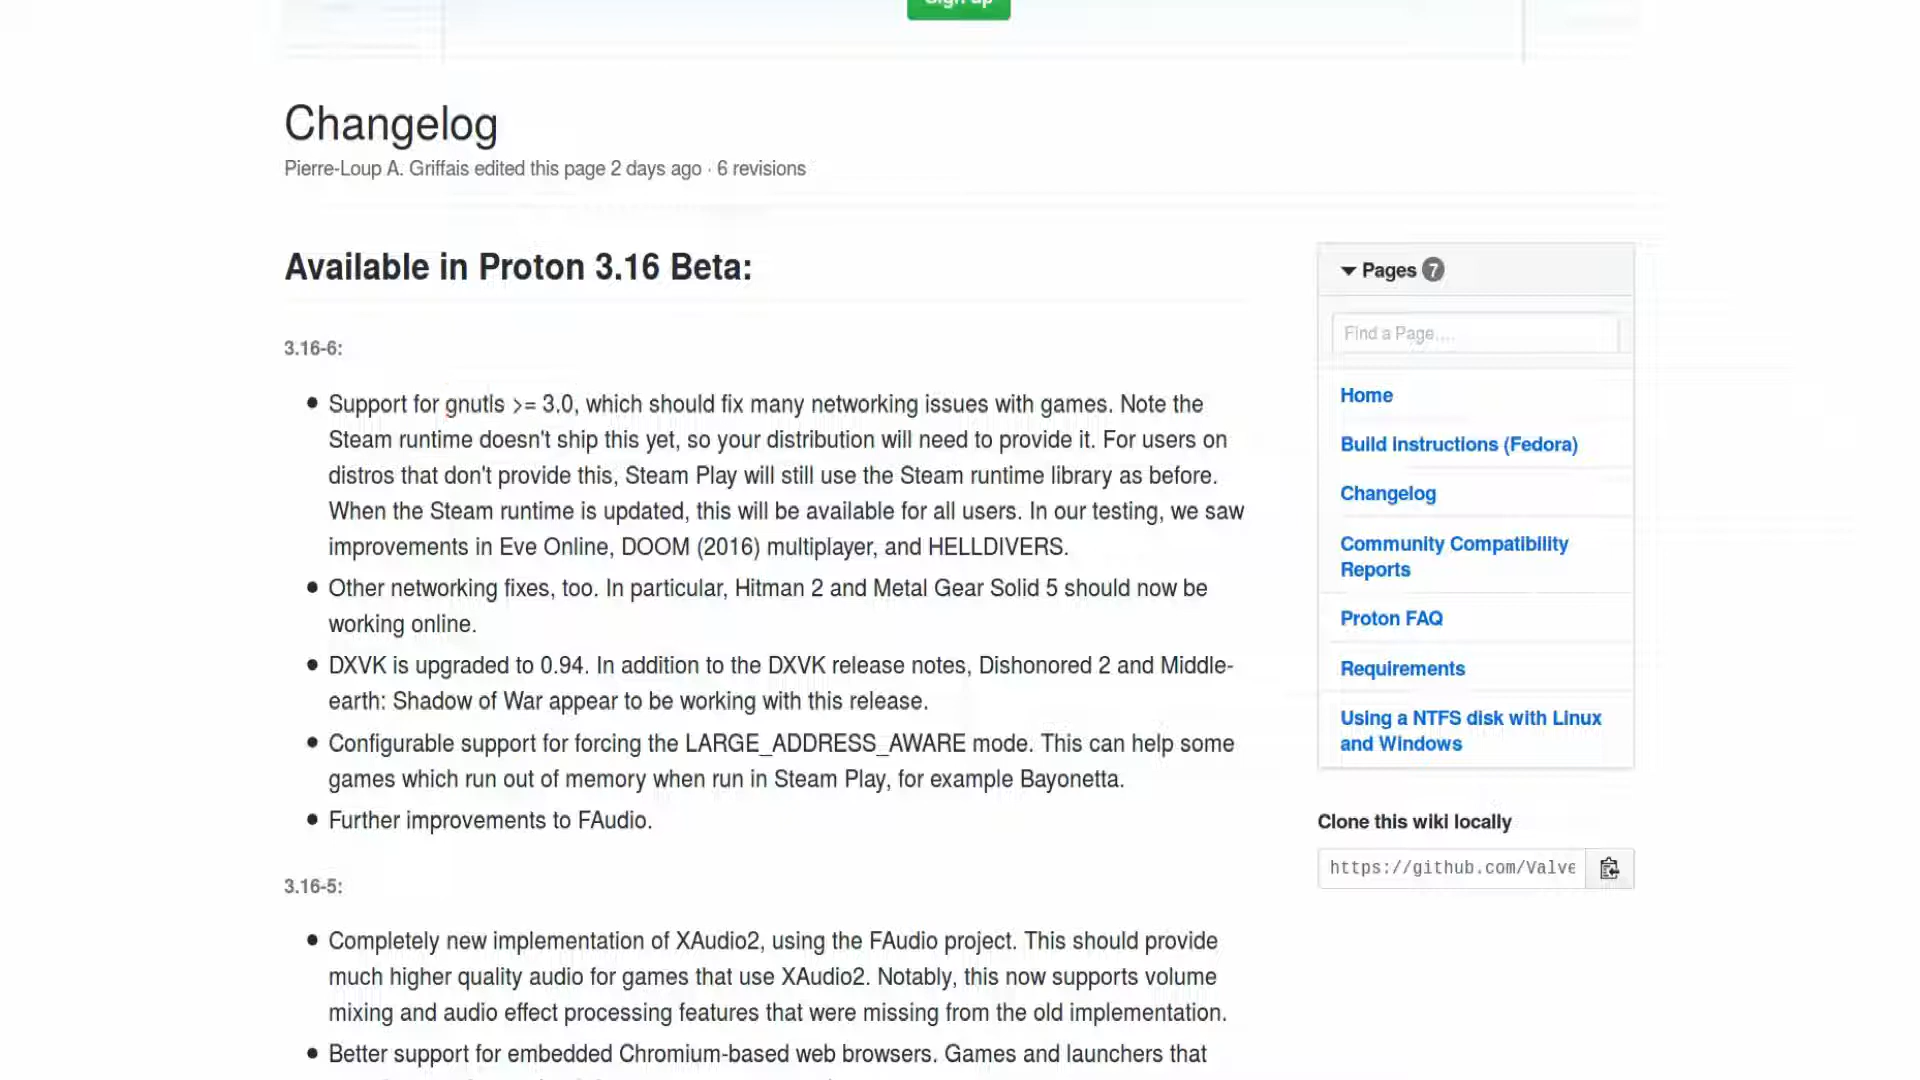 Sign up
Changelog
Pierre-Loup A. Griffais edited this page 2 days ago · 6 revisions
Available in Proton 3.16 Beta:
3.16-6:
• Support for gnutls >= 3.0, which should fix many networking issues with games. Note the
Steam runtime doesn't ship this yet, so your distribution will need to provide it. For users on
distros that don't provide this, Steam Play will still use the Steam runtime library as before.
When the Steam runtime is updated, this will be available for all users. In our testing, we saw
improvements in Eve Online, DOOM (2016) multiplayer, and HELLDIVERS.
• Other networking fixes, too. In particular, Hitman 2 and Metal Gear Solid 5 should now be
working online.
• DXVK is upgraded to 0.94. In addition to the DXVK release notes, Dishonored 2 and Middle-
earth: Shadow of War appear to be working with this release.
• Configurable support for forcing the LARGE_ADDRESS_AWARE mode. This can help some
games which run out of memory when run in Steam Play, for example Bayonetta.
• Further improvements to FAudio.
3.16-5:
• Completely new implementation of XAudio2, using the FAudio project. This should provide
much higher quality audio for games that use XAudio2. Notably, this now supports volume
mixing and audio effect processing features that were missing from the old implementation.
• Better support for embedded Chromium-based web browsers. Games and launchers that
Pages 7
Find a Page....
Home
Build instructions (Fedora)
Changelog
Community Compatibility
Reports
Proton FAQ
Requirements
Using a NTFS disk with Linux
and Windows
Clone this wiki locally
https://github.com/Valve